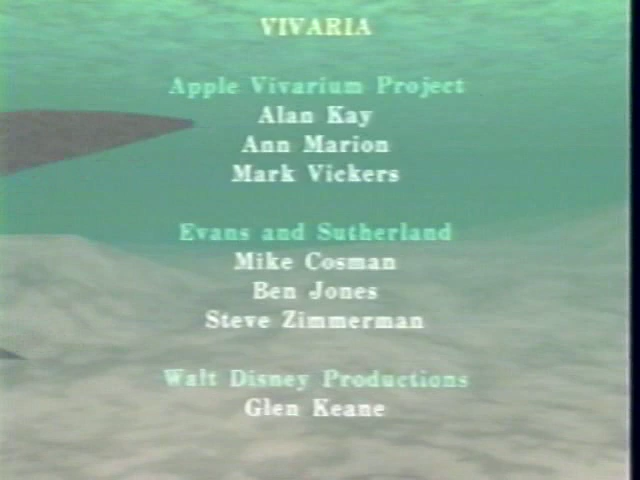 VIVARIA
Apple Vivarium Project
Alan Kay
Ann Marion
Mark Vickers
Evans and Sutherland
Mike Cosman
Ben Jones
Steve Zimmerman
Walt Disney Productions
Glen Keane